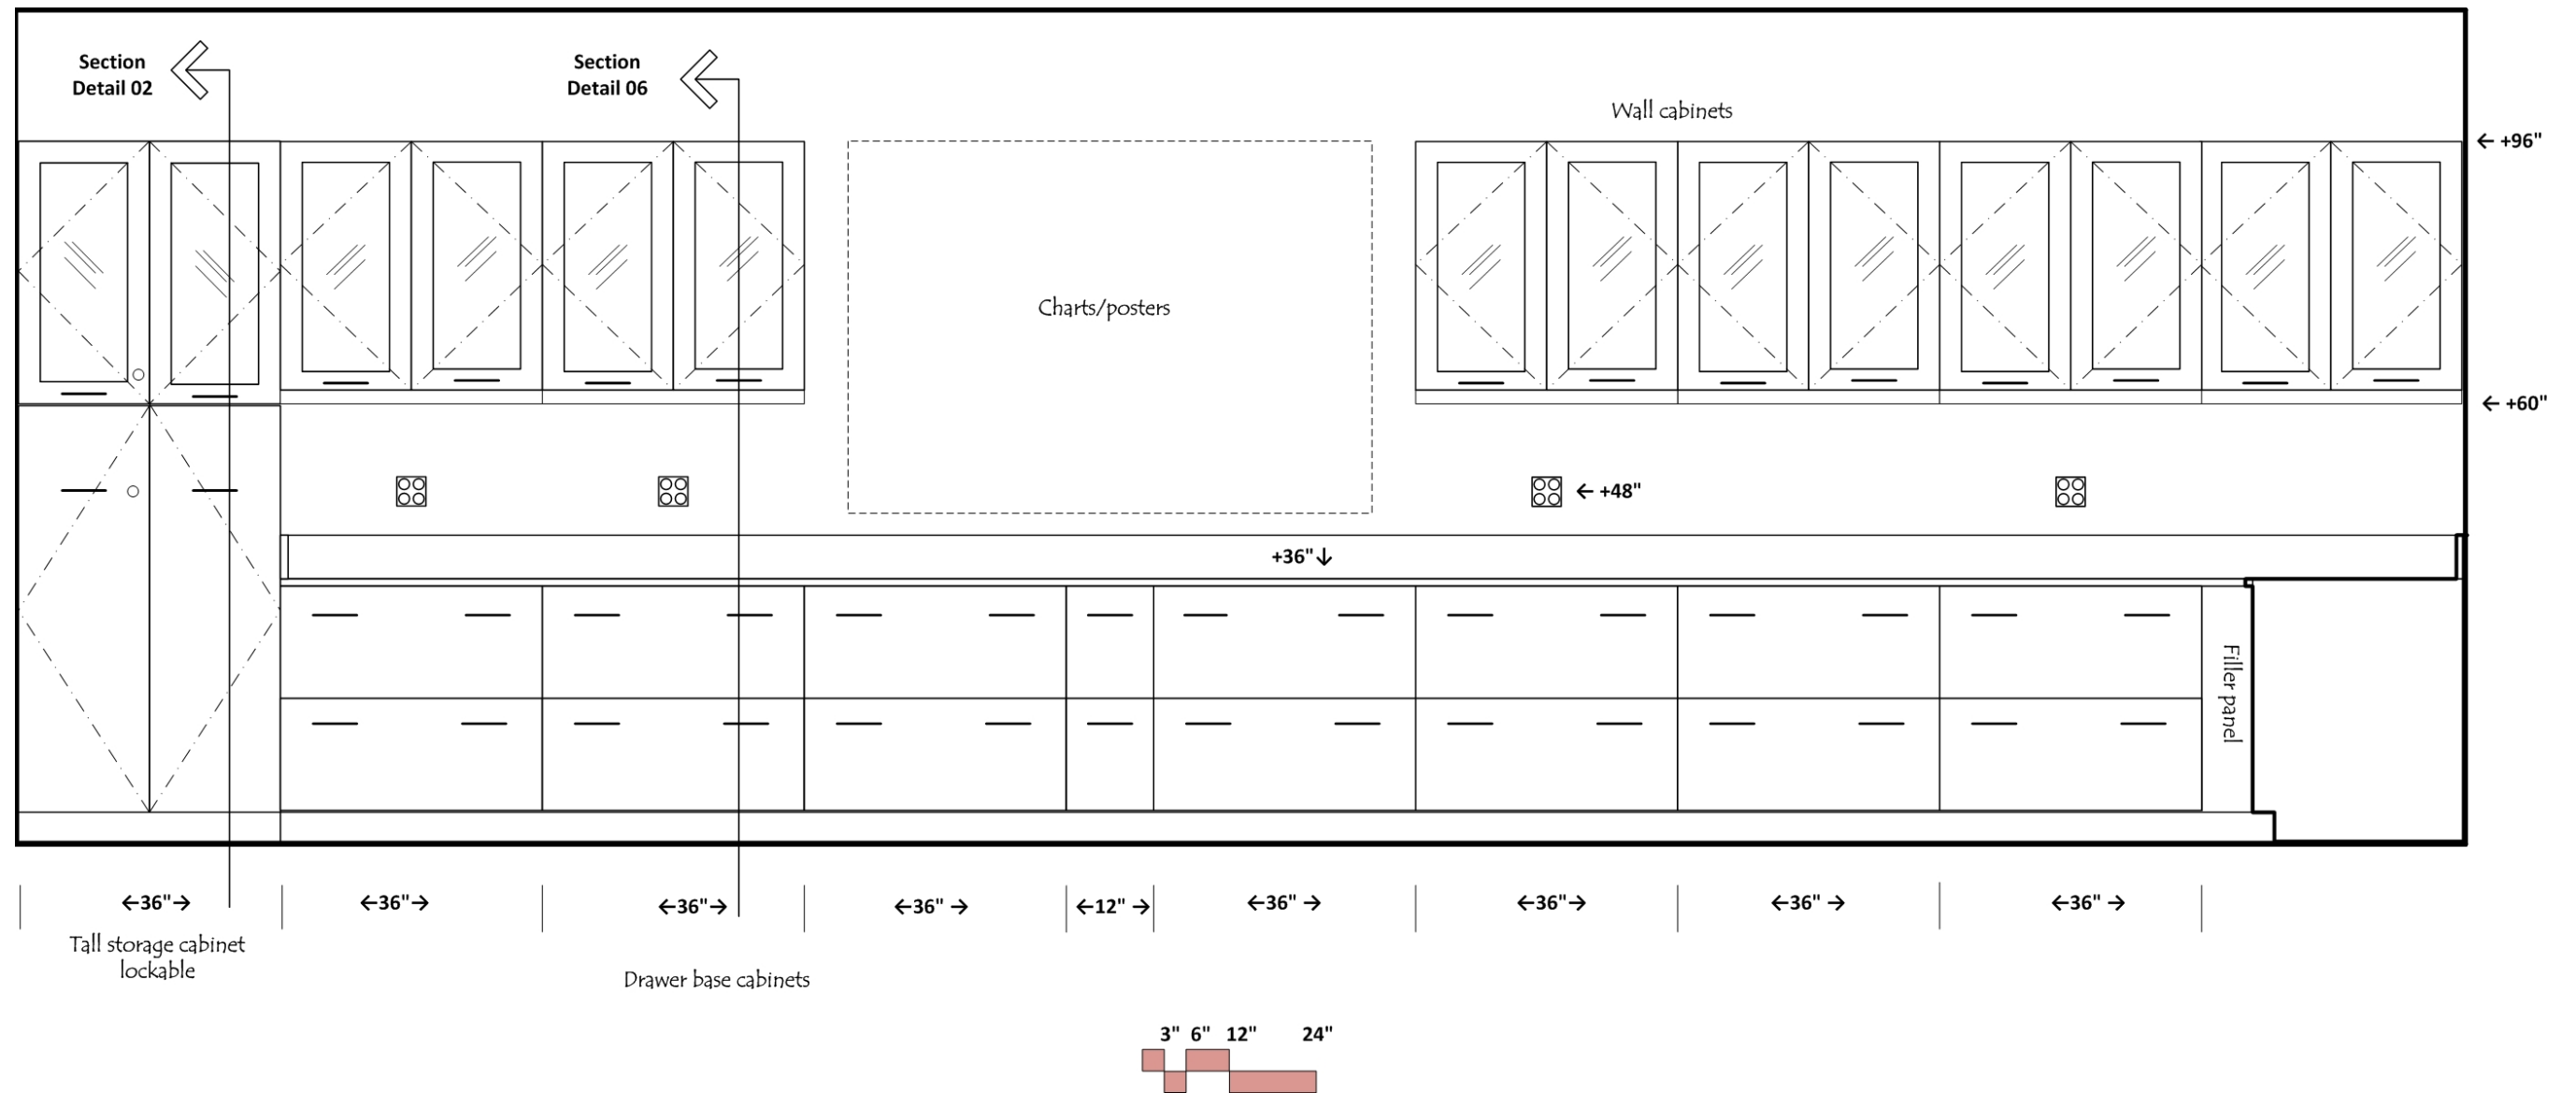 Section
Detail 02
Section
Detail 06
Wall cabinets
← +96"
Charts/posters
← +60"
← +48"
+36"↓
Filler panel
←36"→
←36"→
←36"→
←36" →
←12" →
←36" →
←36"→
←36" →
←36" →
Tall storage cabinet
lockable
Drawer base cabinets
3" 6" 12" 24"